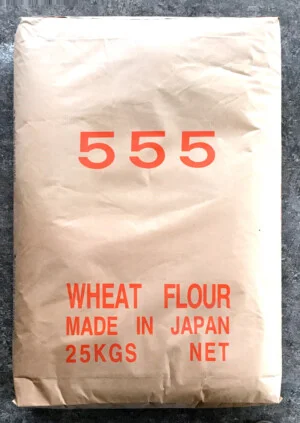 555
WHEAT FLOUR
MADE IN JAPAN
25KGS NET